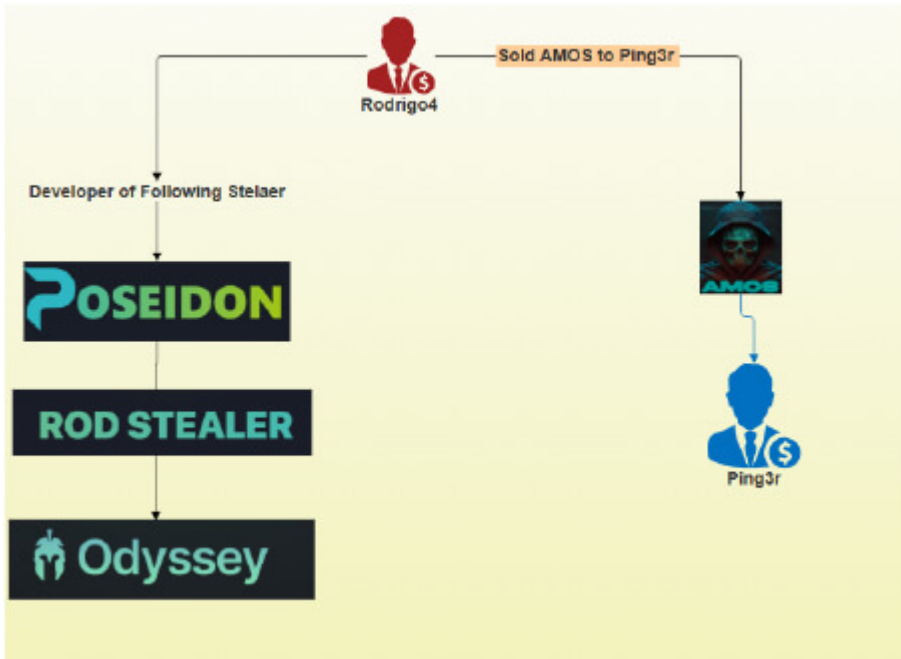 Sold AMOS to Ping3r
Rodrigo4
Developer of Following Stelaer
POSEIDON
AMOS
ROD STEALER
Ping3r
Odyssey